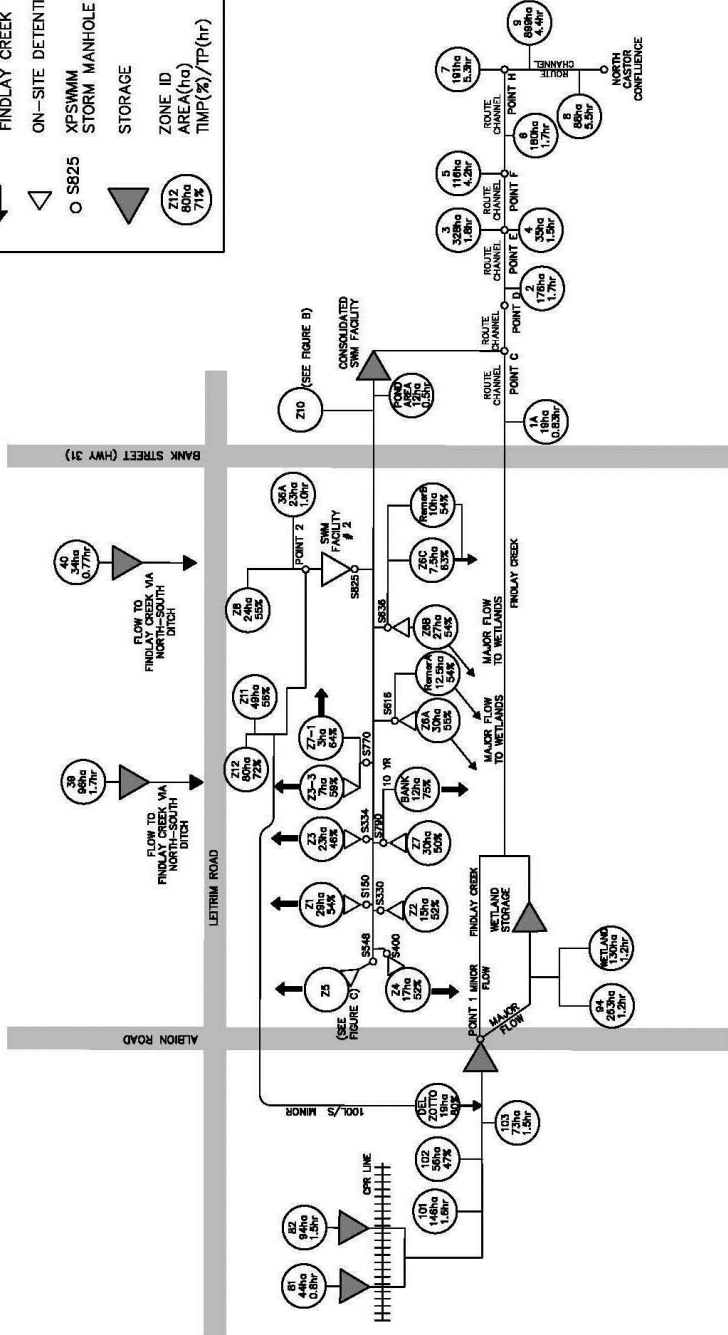 FINDLAY CREEK
ON-SITE DETENTI
S825
XPSWMM
STORM MANHOLE
STORAGE
Z12
80ha
71%
ZONE ID
AREA(ha)
TIMP(%)/TP(hr)
BANK STREET (HWY 31)
LEITRIM ROAD
ALBION ROAD
39
96ha
1.7hr
FLOW TO
FINDLAY CREEK VIA
NORTH-SOUTH
DITCH
40
34ha
0.77hr
FLOW TO
FINDLAY CREEK VIA
NORTH-SOUTH
DITCH
Z12
80ha
72%
Z11
49ha
56%
Z8
24ha
55%
36A
23ha
1.0hr
POINT 2
SWM
FACILITY
# 2
S825
Z10
(SEE FIGURE B)
CONSOLIDATED
SWM FACILITY
POND
AREA
12ha
0.5hr
Z5
(SEE
FIGURE C)
S548
S400
Z4
17ha
52%
Z1
29ha
54%
S150
S330
Z2
15ha
52%
Z3
23ha
46%
S334
S790
Z7
30ha
50%
Z3-3
7ha
59%
Z7-1
3ha
64%
S770
10 YR
BANK
12ha
75%
S616
Z6A
30ha
55%
RemerA
12.5ha
54%
S636
Z6B
27ha
54%
Z6C
7.5ha
63%
RemerB
10ha
54%
MAJOR FLOW
TO WETLANDS
MAJOR FLOW
TO WETLANDS
FINDLAY CREEK
100L/S MINOR
DEL
ZOTTO
19ha
60%
CPR LINE
81
44ha
0.8hr
82
94ha
1.5hr
101
146ha
1.6hr
102
56ha
47%
103
73ha
1.5hr
POINT 1
MINOR
FLOW
MAJOR
FLOW
FINDLAY CREEK
WETLAND
STORAGE
94
263ha
1.2hr
WETLAND
130ha
1.2hr
1A
19ha
0.83hr
ROUTE
CHANNEL
POINT C
ROUTE
CHANNEL
POINT D
2
176ha
1.7hr
ROUTE
CHANNEL
POINT E
3
328ha
1.8hr
4
35ha
1.5hr
ROUTE
CHANNEL
POINT F
5
116ha
4.2hr
6
180ha
1.7hr
ROUTE
CHANNEL
POINT H
7
191ha
5.3hr
ROUTE
CHANNEL
8
88ha
5.5hr
9
899ha
4.4hr
NORTH
CASTOR
CONFLUENCE